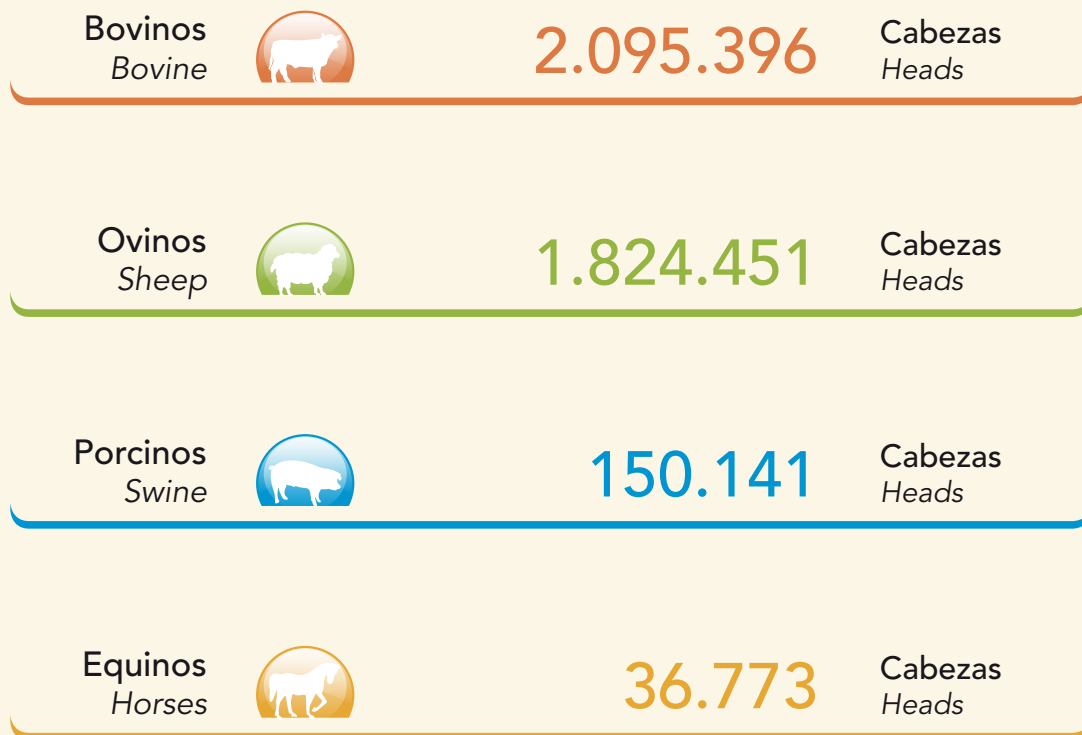 Bovinos
Bovine
2.095.396
Cabezas
Heads
Ovinos
Sheep
1.824.451
Cabezas
Heads
Porcinos
Swine
150.141
Cabezas
Heads
Equinos
Horses
36.773
Cabezas
Heads